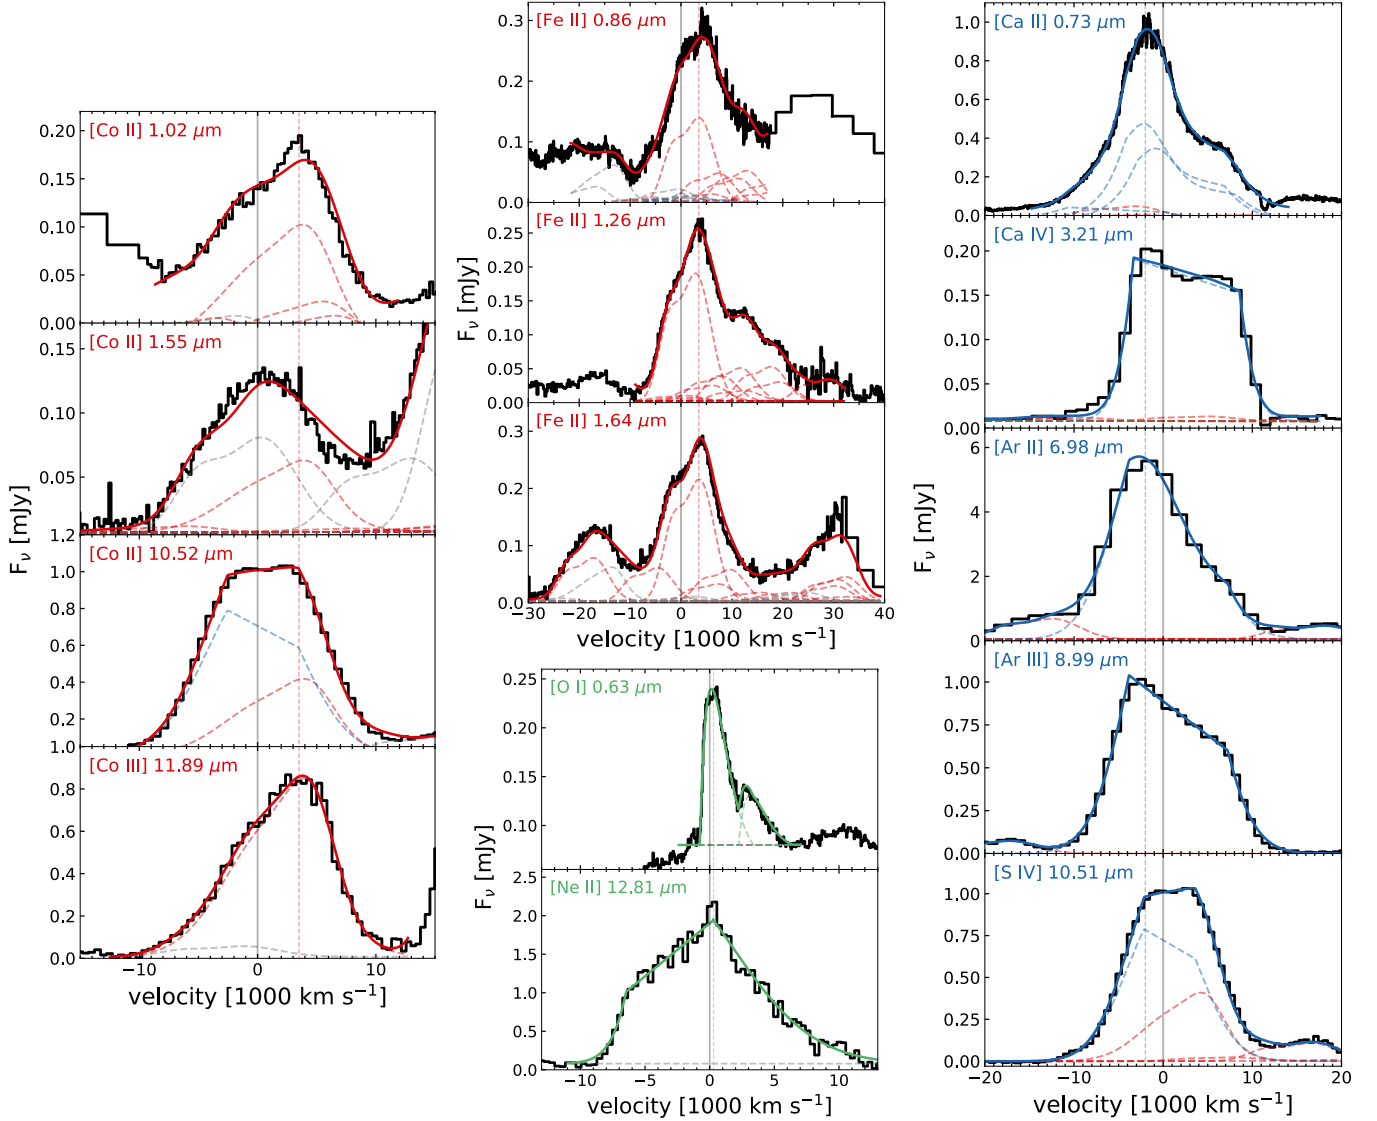 [Co II] 1.02 μm
0.20
0.15
0.10
0.05
0.00
[Co II] 1.55 μm
0.15
0.10
0.05
[Co II] 10.52 μm
1.2
1.0
0.8
0.6
0.4
0.2
[Co III] 11.89 μm
1.0
0.8
0.6
0.4
0.2
0.0
−10 0 10
velocity [1000 km s⁻¹]
Fν [mJy]
[Fe II] 0.86 μm
0.3
0.2
0.1
0.0
[Fe II] 1.26 μm
0.25
0.20
0.15
0.10
0.05
0.00
[Fe II] 1.64 μm
0.3
0.2
0.1
0.0
−30 −20 −10 0 10 20 30 40
velocity [1000 km s⁻¹]
Fν [mJy]
[O I] 0.63 μm
0.25
0.20
0.15
0.10
[Ne II] 12.81 μm
2.5
2.0
1.5
1.0
0.5
0.0
−10 −5 0 5 10
velocity [1000 km s⁻¹]
Fν [mJy]
[Ca II] 0.73 μm
1.0
0.8
0.6
0.4
0.2
0.0
[Ca IV] 3.21 μm
0.20
0.15
0.10
0.05
0.00
[Ar II] 6.98 μm
6
4
2
0
[Ar III] 8.99 μm
1.00
0.75
0.50
0.25
0.00
[S IV] 10.51 μm
1.00
0.75
0.50
0.25
0.00
−20 −10 0 10 20
velocity [1000 km s⁻¹]
Fν [mJy]